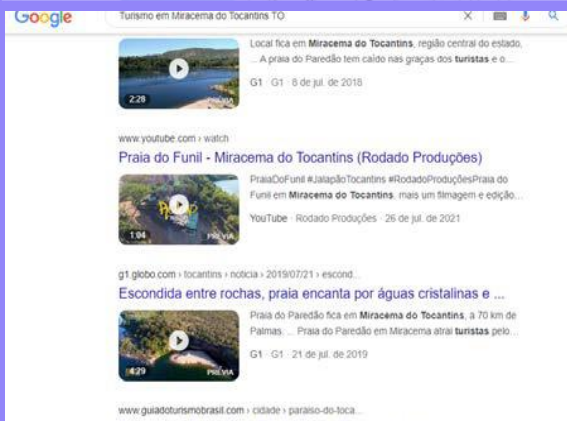 Google
Turismo em Miracema do Tocantins TO
Local fica em Miracema do Tocantins, região central do estado,
... A praia do Paredão tem caído nas graças dos turistas e o...
2:28
PRÉVIA
G1 · G1 · 8 de jul. de 2018
www.youtube.com › watch
Praia do Funil - Miracema do Tocantins (Rodado Produções)
PraiaDoFunil #JalapãoTocantins #RodadoProduçõesPraia do
Funil em Miracema do Tocantins, mais um filmagem e edição...
1:04
PRÉVIA
YouTube · Rodado Produções · 26 de jul. de 2021
g1.globo.com › tocantins › noticia › 2019/07/21 › escond...
Escondida entre rochas, praia encanta por águas cristalinas e ...
Praia do Paredão fica em Miracema do Tocantins, a 70 km de
Palmas. ... Praia do Paredão em Miracema atrai turistas pelo...
4:29
PRÉVIA
G1 · G1 · 21 de jul. de 2019
www.guiadoturismobrasil.com › cidade › paraiso-do-toca...